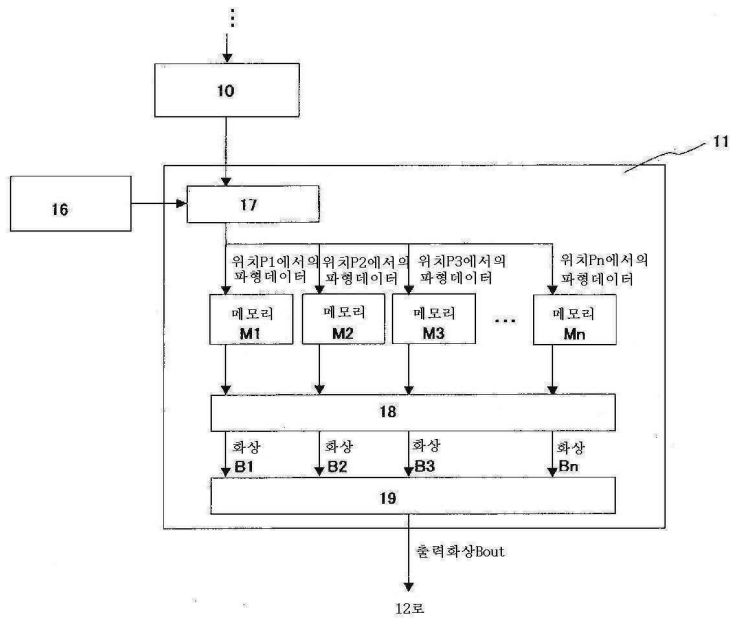 ⋮
10
11
16
17
위치P1에서의 위치P2에서의 위치P3에서의 위치Pn에서의
파형데이터 파형데이터 파형데이터 파형데이터
메모리 메모리 메모리 메모리
M1 M2 M3 ... Mn
18
화상 화상 화상 화상
B1 B2 B3 Bn
19
출력화상Bout
12로